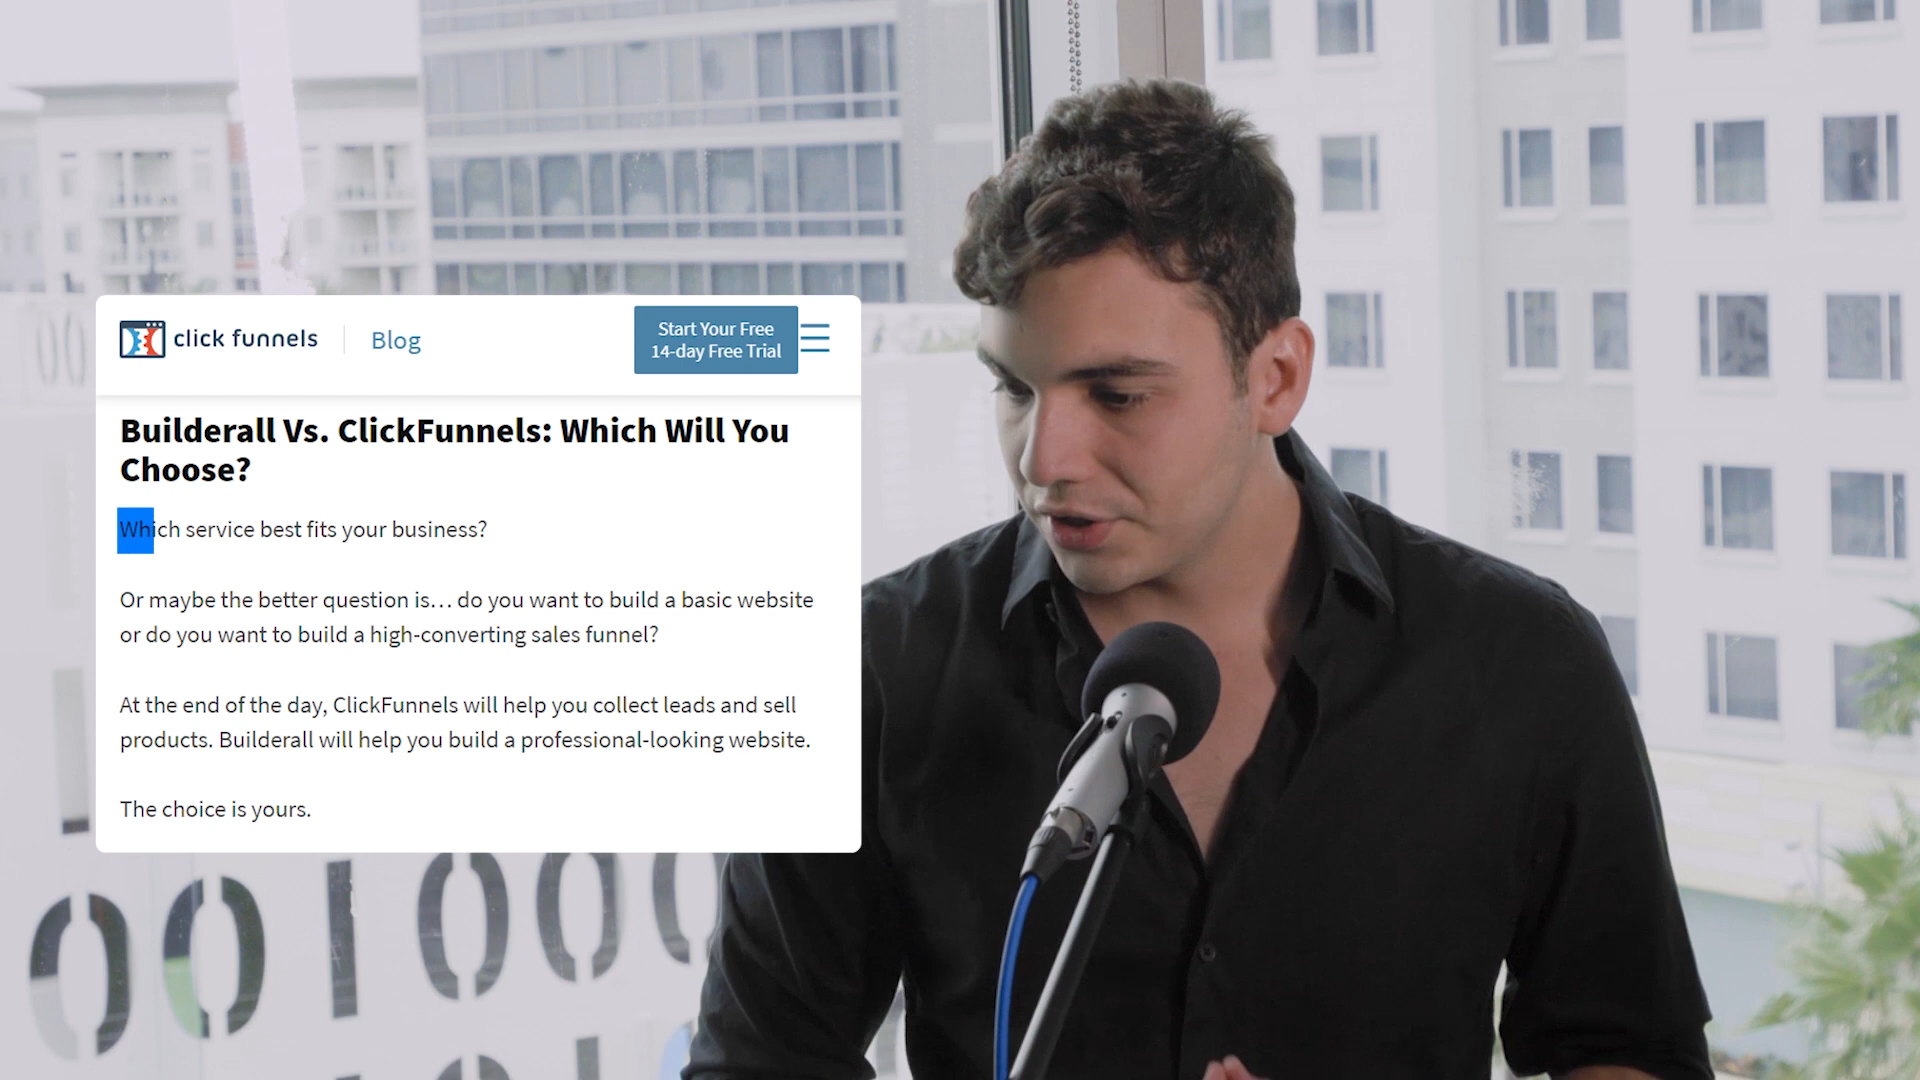 click funnels
Blog
Start Your Free
14-day Free Trial
Builderall Vs. ClickFunnels: Which Will You
Choose?
Which service best fits your business?
Or maybe the better question is… do you want to build a basic website
or do you want to build a high-converting sales funnel?
At the end of the day, ClickFunnels will help you collect leads and sell
products. Builderall will help you build a professional-looking website.
The choice is yours.
001000